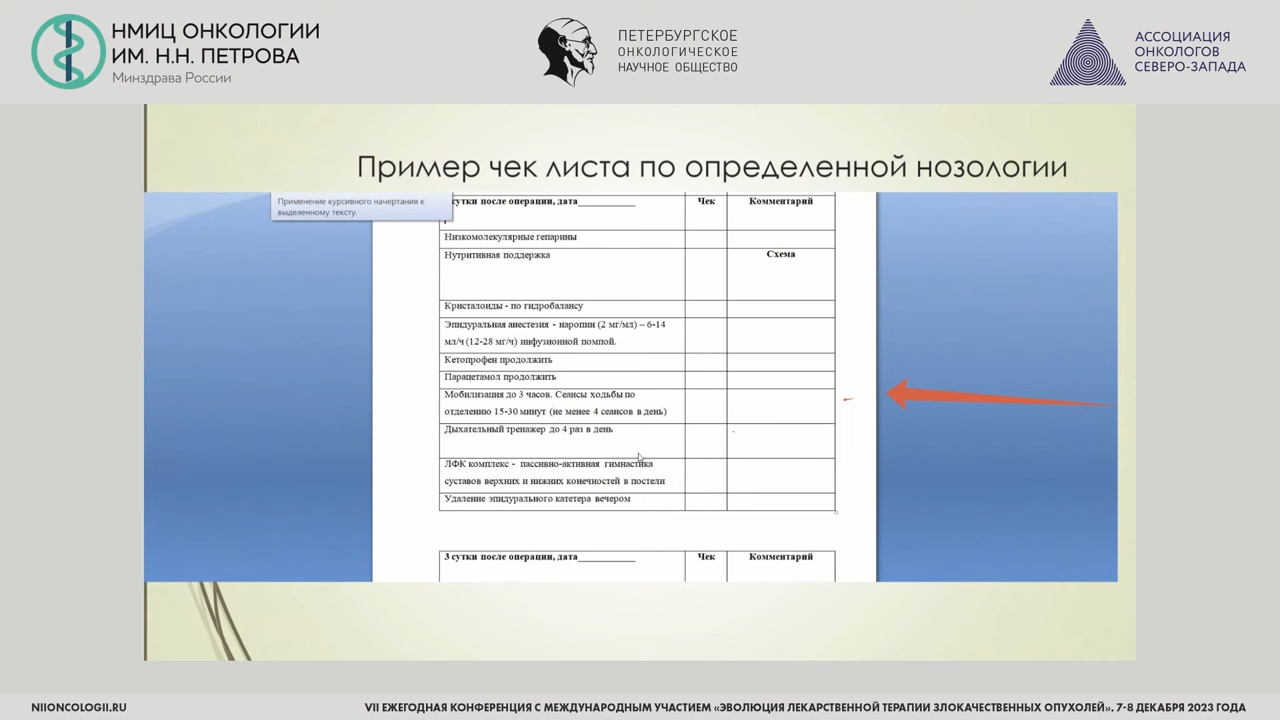 НМИЦ ОНКОЛОГИИ
ИМ. Н.Н. ПЕТРОВА
Минздрава России
ПЕТЕРБУРГСКОЕ
ОНКОЛОГИЧЕСКОЕ
НАУЧНОЕ ОБЩЕСТВО
АССОЦИАЦИЯ
ОНКОЛОГОВ
СЕВЕРО-ЗАПАДА
Пример чек листа по определенной нозологии
Применение курсивного начертания к
выделенному тексту.
сутки после операции, дата____________ Чек Комментарий
Низкомолекулярные гепарины
Нутритивная поддержка Схема
Кристалоиды - по гидробалансу
Эпидуральная анестезия - наропин (2 мг/мл) – 6-14
мл/ч (12-28 мг/ч) инфузионной помпой.
Кетопрофен продолжить
Парацетамол продолжить
Мобилизация до 3 часов. Сеансы ходьбы по
отделению 15-30 минут (не менее 4 сеансов в день)
Дыхательный тренажер до 4 раз в день .
ЛФК комплекс - пассивно-активная гимнастика
суставов верхних и нижних конечностей в постели
Удаление эпидурального катетера вечером
3 сутки после операции, дата____________ Чек Комментарий
NIIONCOLOGII.RU
VII ЕЖЕГОДНАЯ КОНФЕРЕНЦИЯ С МЕЖДУНАРОДНЫМ УЧАСТИЕМ «ЭВОЛЮЦИЯ ЛЕКАРСТВЕННОЙ ТЕРАПИИ ЗЛОКАЧЕСТВЕННЫХ ОПУХОЛЕЙ». 7-8 ДЕКАБРЯ 2023 ГОДА